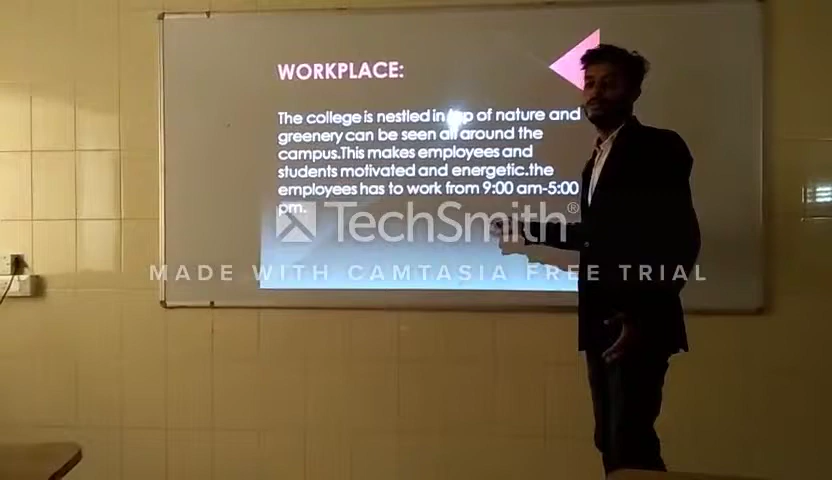 WORKPLACE:
The college is nestled in lap of nature and
greenery can be seen all around the
campus.This makes employees and
students motivated and energetic.the
employees has to work from 9:00 am-5:00
pm.
TechSmith®
MADE WITH CAMTASIA FREE TRIAL